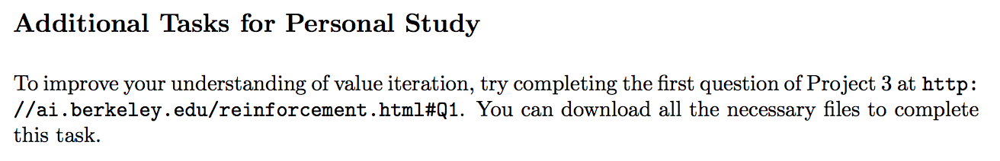 Additional Tasks for Personal Study
To improve your understanding of value iteration, try completing the first question of Project 3 at http:
//ai.berkeley.edu/reinforcement.html#Q1. You can download all the necessary files to complete
this task.